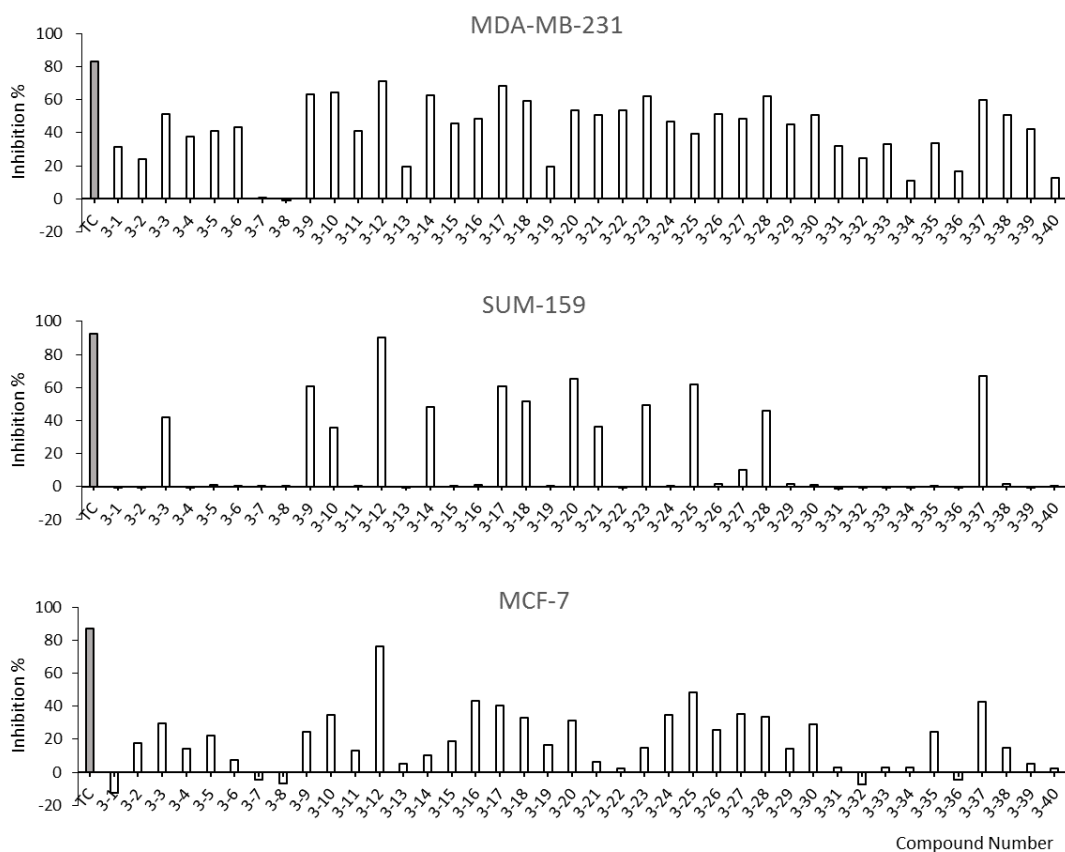 MDA-MB-231
Inhibition %
100
80
60
40
20
0
-20
TC 3-1 3-2 3-3 3-4 3-5 3-6 3-7 3-8 3-9 3-10 3-11 3-12 3-13 3-14 3-15 3-16 3-17 3-18 3-19 3-20 3-21 3-22 3-23 3-24 3-25 3-26 3-27 3-28 3-29 3-30 3-31 3-32 3-33 3-34 3-35 3-36 3-37 3-38 3-39 3-40
SUM-159
Inhibition %
100
80
60
40
20
0
-20
TC 3-1 3-2 3-3 3-4 3-5 3-6 3-7 3-8 3-9 3-10 3-11 3-12 3-13 3-14 3-15 3-16 3-17 3-18 3-19 3-20 3-21 3-22 3-23 3-24 3-25 3-26 3-27 3-28 3-29 3-30 3-31 3-32 3-33 3-34 3-35 3-36 3-37 3-38 3-39 3-40
MCF-7
Inhibition %
100
80
60
40
20
0
-20
TC 3-1 3-2 3-3 3-4 3-5 3-6 3-7 3-8 3-9 3-10 3-11 3-12 3-13 3-14 3-15 3-16 3-17 3-18 3-19 3-20 3-21 3-22 3-23 3-24 3-25 3-26 3-27 3-28 3-29 3-30 3-31 3-32 3-33 3-34 3-35 3-36 3-37 3-38 3-39 3-40
Compound Number